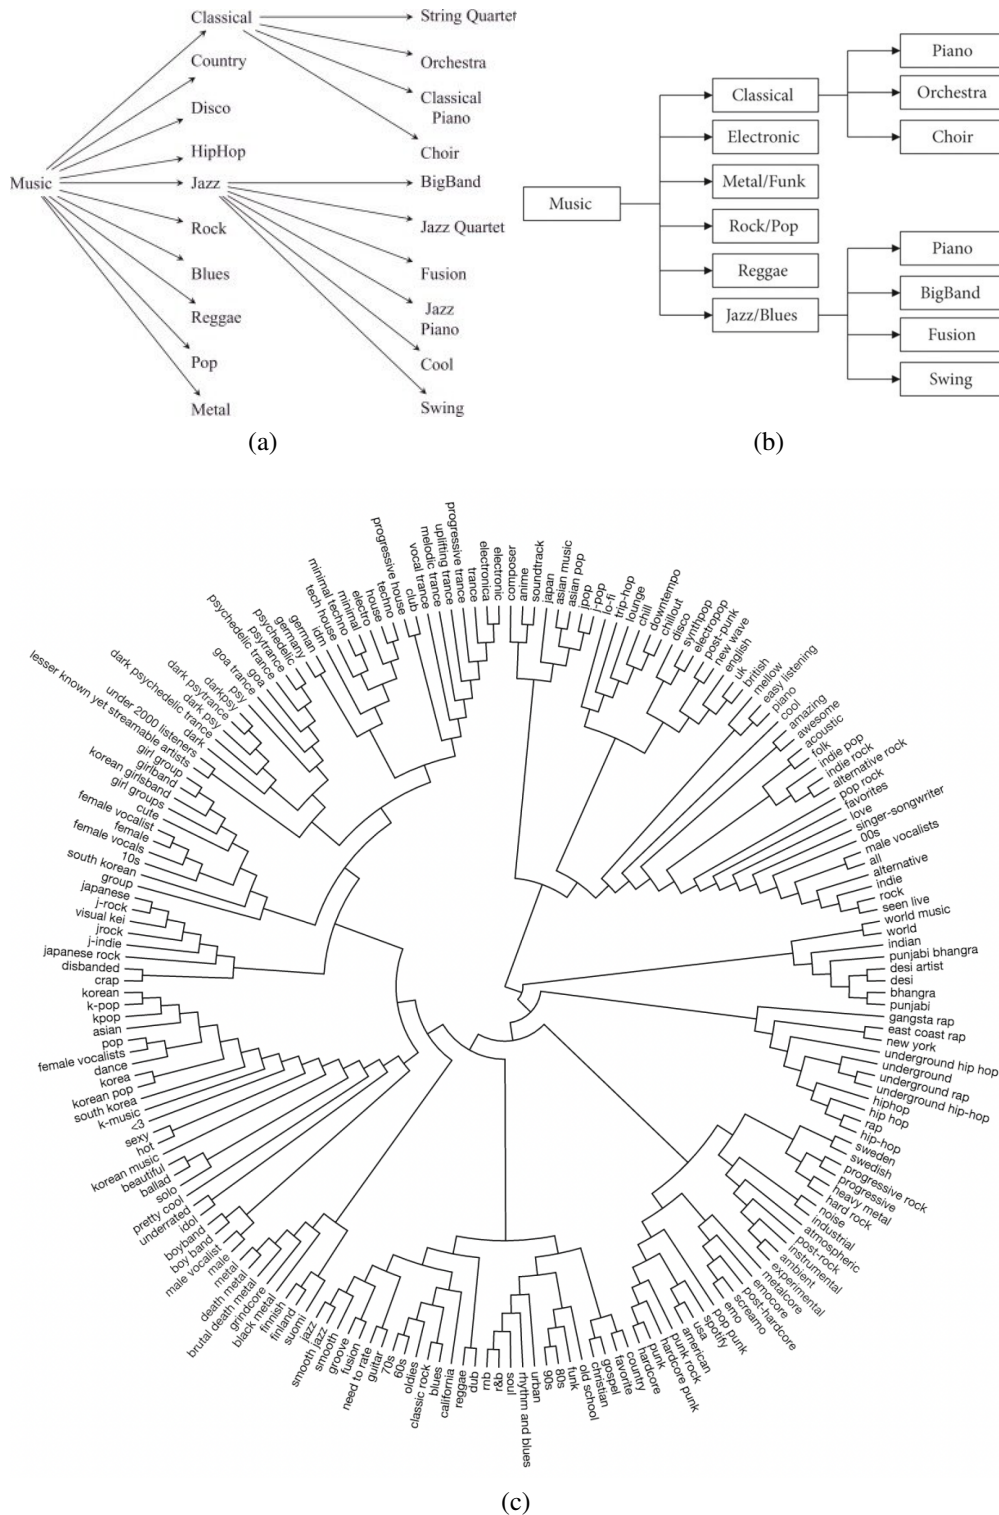 Music
Classical
Country
Disco
HipHop
Jazz
Rock
Blues
Reggae
Pop
Metal
String Quartet
Orchestra
Classical
Piano
Choir
BigBand
Jazz Quartet
Fusion
Jazz
Piano
Cool
Swing
(a)
Music
Classical
Electronic
Metal/Funk
Rock/Pop
Reggae
Jazz/Blues
Piano
Orchestra
Choir
Piano
BigBand
Fusion
Swing
(b)
composer
anime
soundtrack
japan
asian music
asian pop
jpop
j-pop
lo-fi
trip-hop
lounge
chill
downtempo
chillout
disco
synthpop
electropop
post-punk
new wave
english
uk
british
mellow
easy listening
piano
cool
amazing
awesome
acoustic
folk
indie pop
indie rock
alternative rock
pop rock
favorites
love
singer-songwriter
00s
male vocalists
all
alternative
indie
rock
seen live
world music
world
indian
punjabi bhangra
desi artist
desi
bhangra
punjabi
gangsta rap
east coast rap
new york
underground hip hop
underground
underground rap
underground hip-hop
hiphop
hip hop
rap
hip-hop
sweden
swedish
progressive rock
progressive
heavy metal
hard rock
noise
industrial
atmospheric
post-rock
instrumental
ambient
experimental
metalcore
emocore
post-hardcore
screamo
emo
pop punk
spotify
usa
american
punk rock
hardcore punk
punk
hardcore
country
favorite
gospel
christian
old school
funk
80s
90s
urban
rhythm and blues
soul
r&b
rnb
dub
reggae
california
blues
classic rock
oldies
60s
70s
guitar
need to rate
fusion
groove
smooth
smooth jazz
jazz
suomi
finland
finnish
black metal
grindcore
brutal death metal
death metal
metal
male
male vocalist
boy band
boyband
idol
underrated
pretty cool
solo
ballad
beautiful
korean music
hot
sexy
<3
k-music
south korea
korean pop
korea
dance
female vocalists
pop
asian
kpop
k-pop
korean
crap
disbanded
japanese rock
j-indie
jrock
visual kei
j-rock
japanese
group
south korean
10s
female vocals
female
female vocalist
cute
girl groups
korean girlsband
girlband
girl group
lesser known yet streamable artists
under 2000 listeners
dark
dark psychedelic trance
dark psy
dark psytrance
darkpsy
psy
goa trance
goa
psychedelic trance
psytrance
psychedelic
germany
german
idm
tech house
minimal techno
minimal
electro
house
techno
progressive house
club
vocal trance
melodic trance
uplifting trance
progressive trance
trance
electronica
electronic
(c)